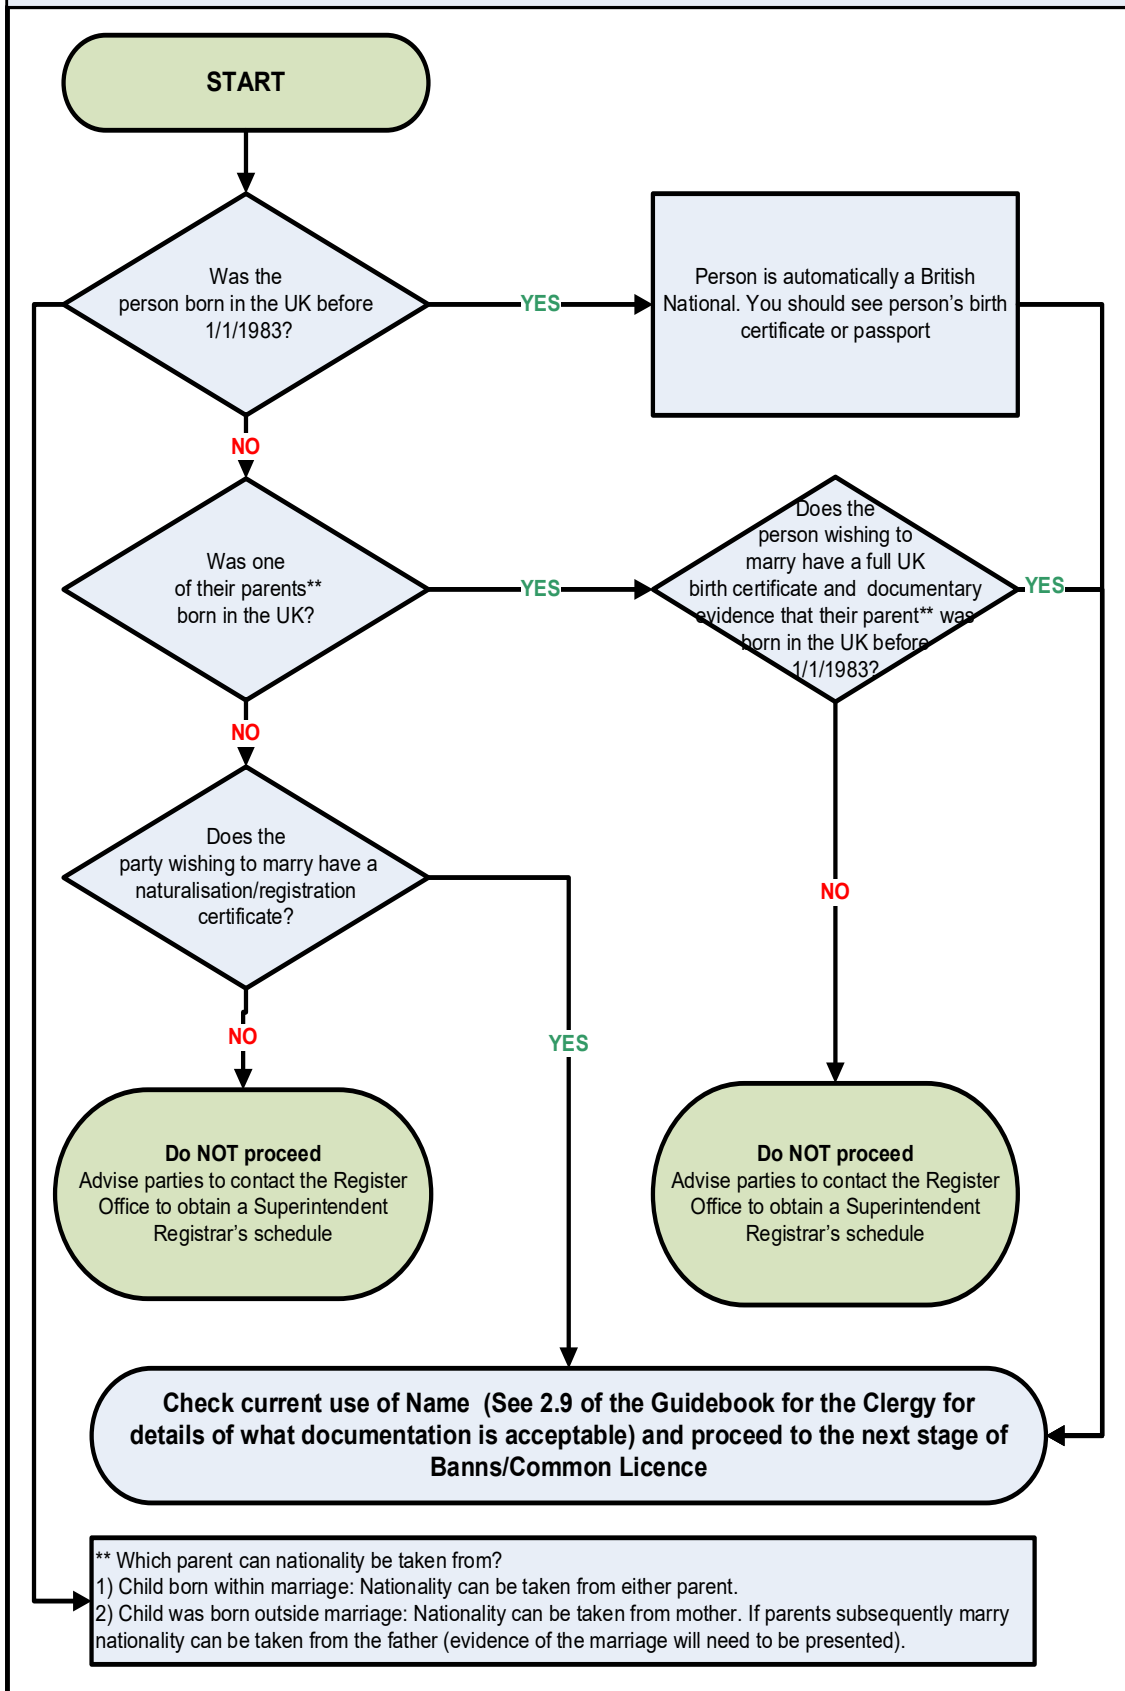 START
Was the
person born in the UK before
1/1/1983?
YES
Person is automatically a British
National. You should see person's birth
certificate or passport
NO
Was one
of their parents**
born in the UK?
YES
Does the
person wishing to
marry have a full UK
birth certificate and documentary
evidence that their parent** was
born in the UK before
1/1/1983?
YES
NO
Does the
party wishing to marry have a
naturalisation/registration
certificate?
NO
NO
YES
Do NOT proceed
Advise parties to contact the Register
Office to obtain a Superintendent
Registrar's schedule
Do NOT proceed
Advise parties to contact the Register
Office to obtain a Superintendent
Registrar's schedule
Check current use of Name (See 2.9 of the Guidebook for the Clergy for
details of what documentation is acceptable) and proceed to the next stage of
Banns/Common Licence
** Which parent can nationality be taken from?
1) Child born within marriage: Nationality can be taken from either parent.
2) Child was born outside marriage: Nationality can be taken from mother. If parents subsequently marry
nationality can be taken from the father (evidence of the marriage will need to be presented).